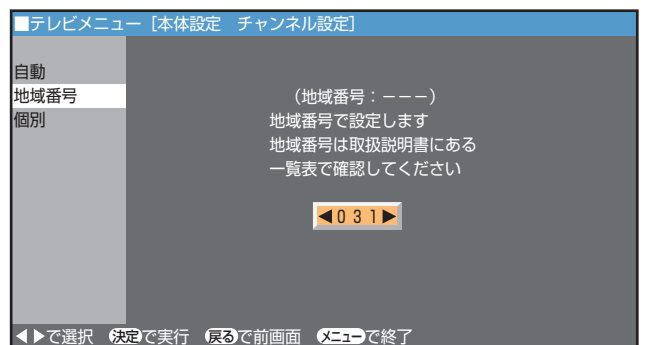 ■テレビメニュー［本体設定　チャンネル設定］
自動
地域番号
個別
（地域番号：－－－）
地域番号で設定します
地域番号は取扱説明書にある
一覧表で確認してください
◀０３１▶
◀▶で選択　決定で実行　戻るで前画面　メニューで終了